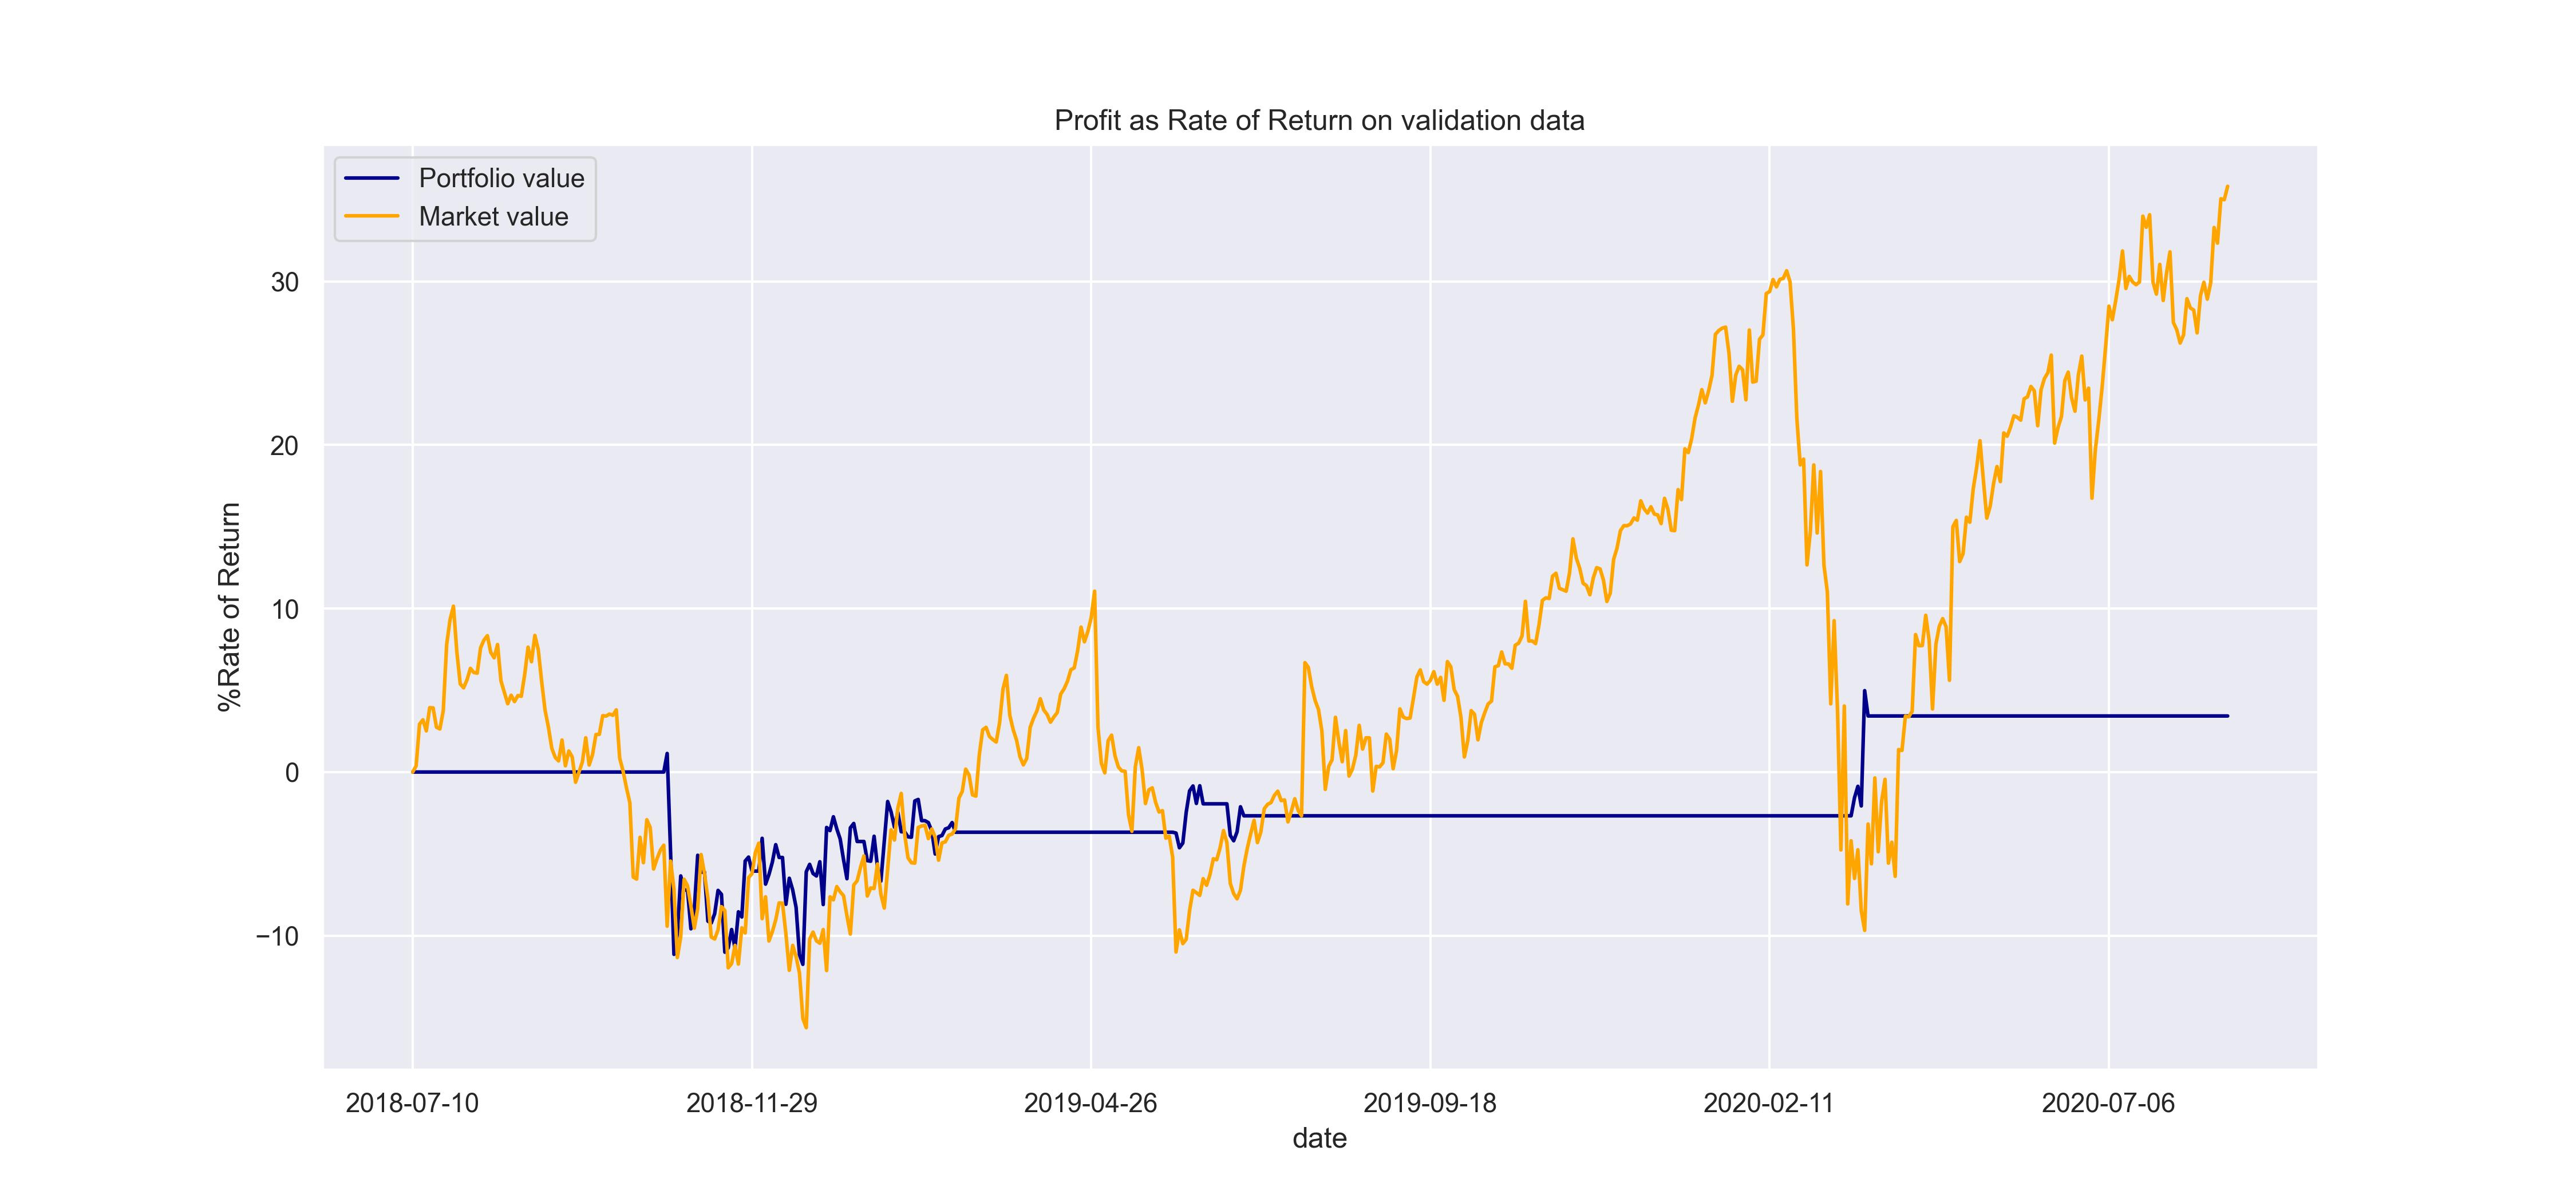 Profit as Rate of Return on validation data
Portfolio value
Market value
%Rate of Return
30
20
10
0
−10
2018-07-10
2018-11-29
2019-04-26
2019-09-18
2020-02-11
2020-07-06
date